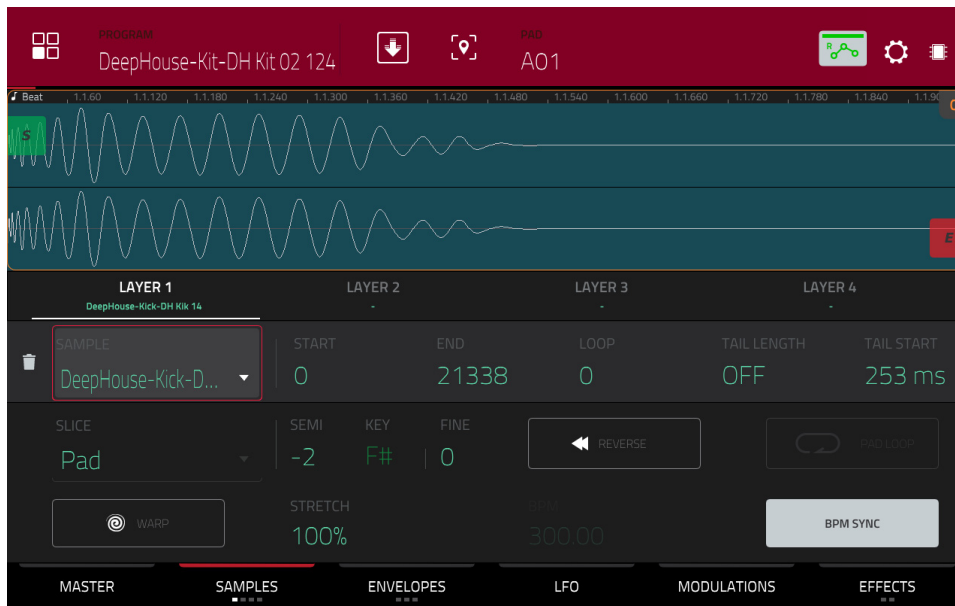 PROGRAM PAD
DeepHouse-Kit-DH Kit 02 124 A01
Beat 1.1.60 1.1.120 1.1.180 1.1.240 1.1.300 1.1.360 1.1.420 1.1.480 1.1.540 1.1.600 1.1.660 1.1.720 1.1.780 1.1.840
S
E
LAYER 1 LAYER 2 LAYER 3 LAYER 4
DeepHouse-Kick-DH Kik 14 - - -
SAMPLE START END LOOP TAIL LENGTH TAIL START
DeepHouse-Kick-D... 0 21338 0 OFF 253 ms
SLICE SEMI KEY FINE REVERSE PAD LOOP
Pad -2 F# 0
WARP STRETCH BPM BPM SYNC
100% 300.00
MASTER SAMPLES ENVELOPES LFO MODULATIONS EFFECTS